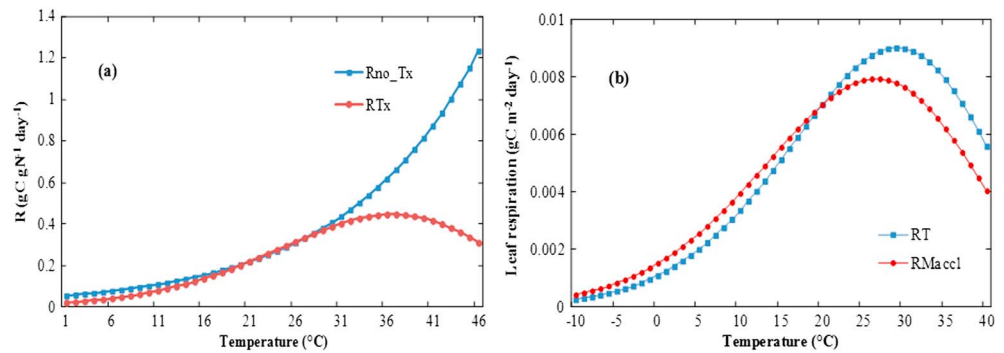 1.4
1.2
1
0.8
0.6
0.4
0.2
0
R (gC gN⁻¹ day⁻¹)
(a)
Rno_Tx
RTx
1 6 11 16 21 26 31 36 41 46
Temperature (°C)
0.01
0.008
0.006
0.004
0.002
0
Leaf respiration (gC m⁻² day⁻¹)
(b)
RT
RMaccl
-10 -5 0 5 10 15 20 25 30 35 40
Temperature (°C)